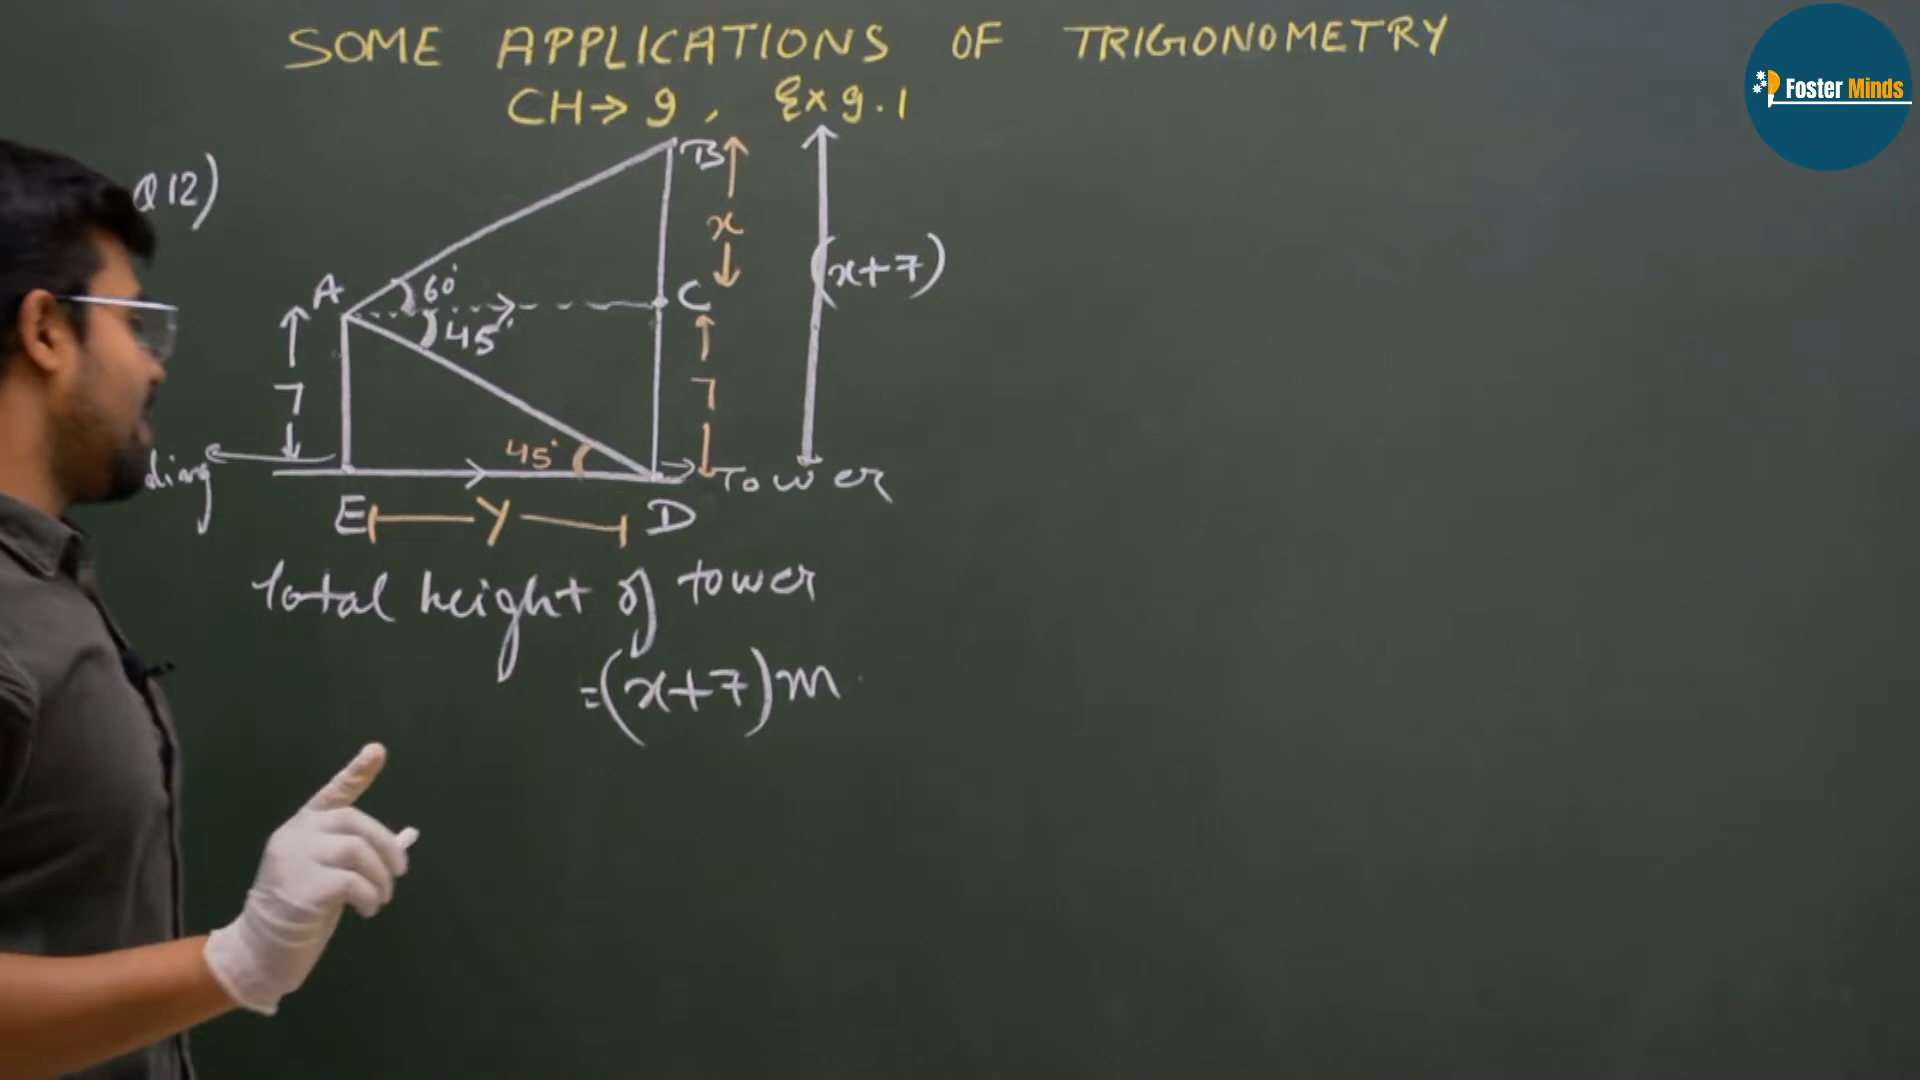 SOME APPLICATIONS OF TRIGONOMETRY
CH→9, Ex 9.1
Foster Minds
Q12)
B
x
(x+7)
A
60°
C
45°
7
7
45°
Tower
E
Y
D
Total height of tower
=(x+7)m